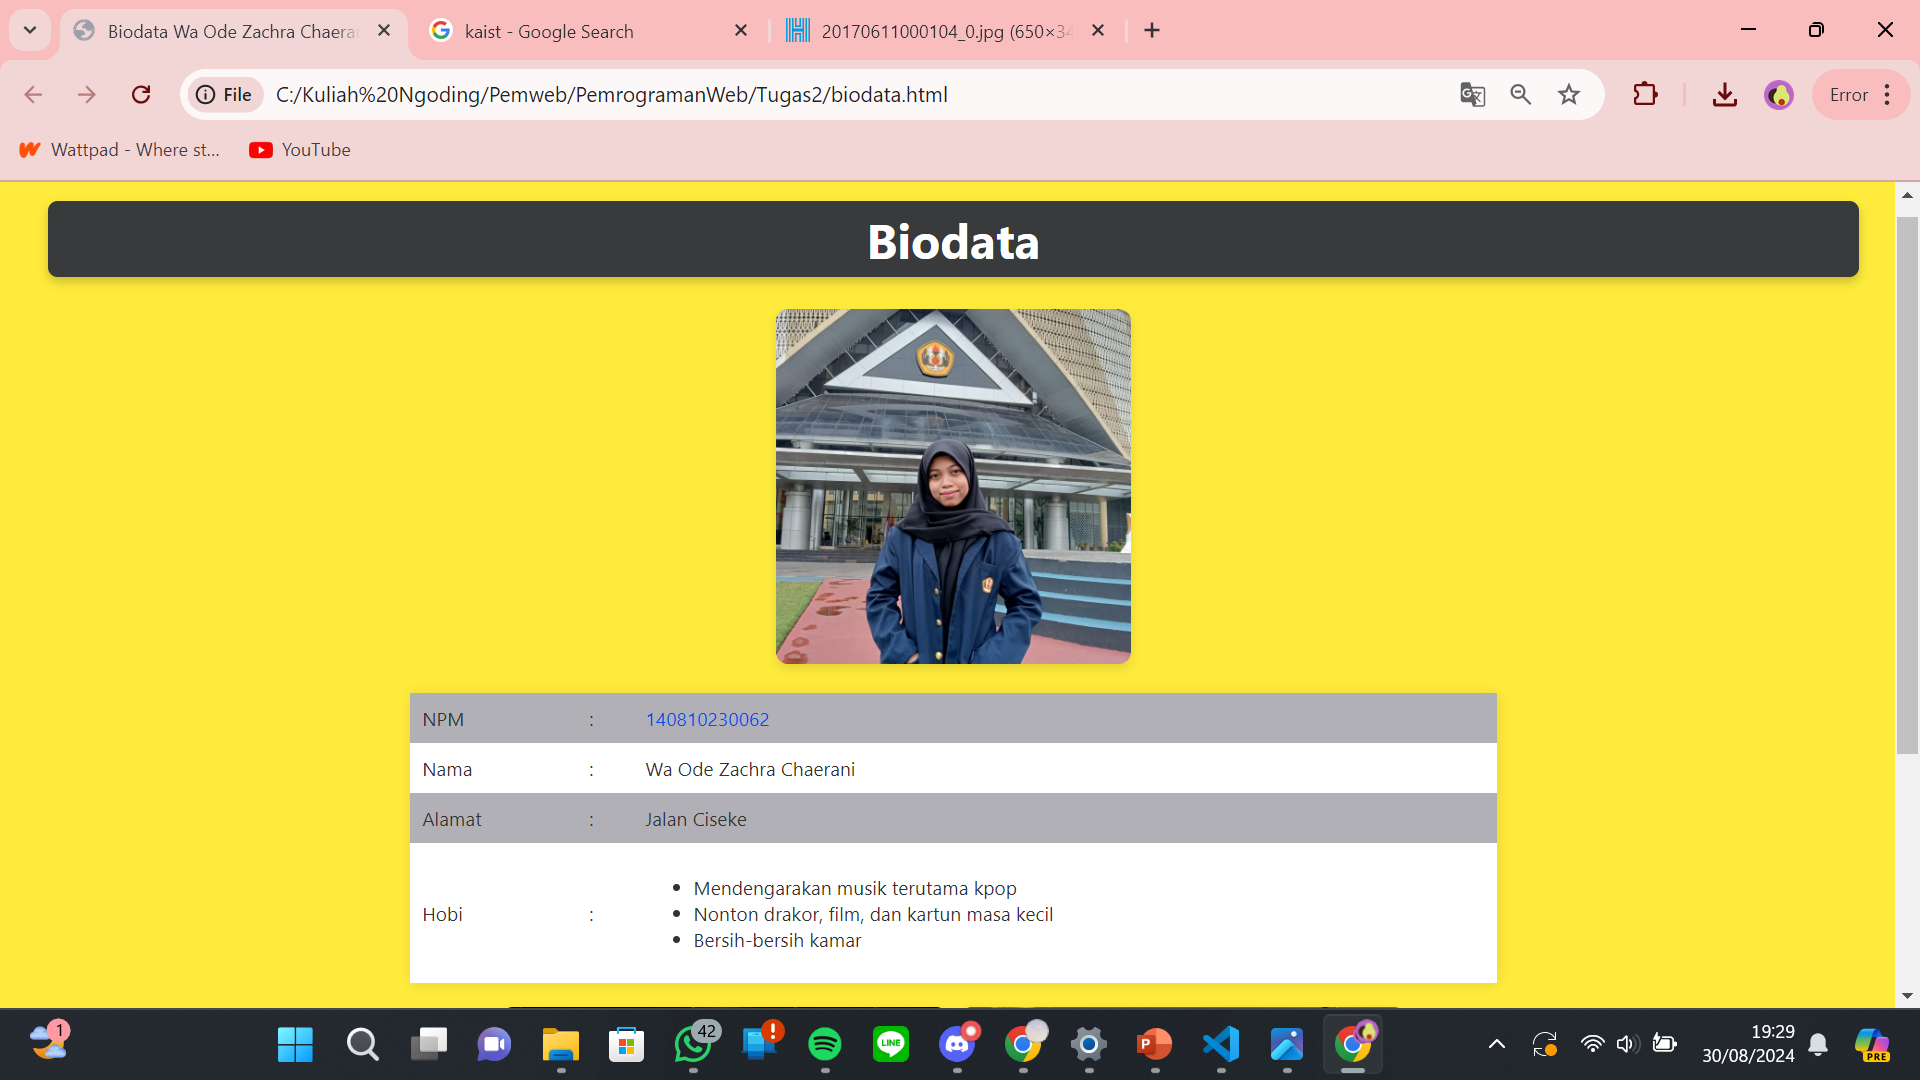 Biodata Wa Ode Zachra Chaera
kaist - Google Search
20170611000104_0.jpg (650×34
File
C:/Kuliah%20Ngoding/Pemweb/PemrogramanWeb/Tugas2/biodata.html
Error
Wattpad - Where st...
YouTube
Biodata
NPM : 140810230062
Nama : Wa Ode Zachra Chaerani
Alamat : Jalan Ciseke
Hobi :
Mendengarakan musik terutama kpop
Nonton drakor, film, dan kartun masa kecil
Bersih-bersih kamar
1
42
LINE
P
PRE
19:29
30/08/2024